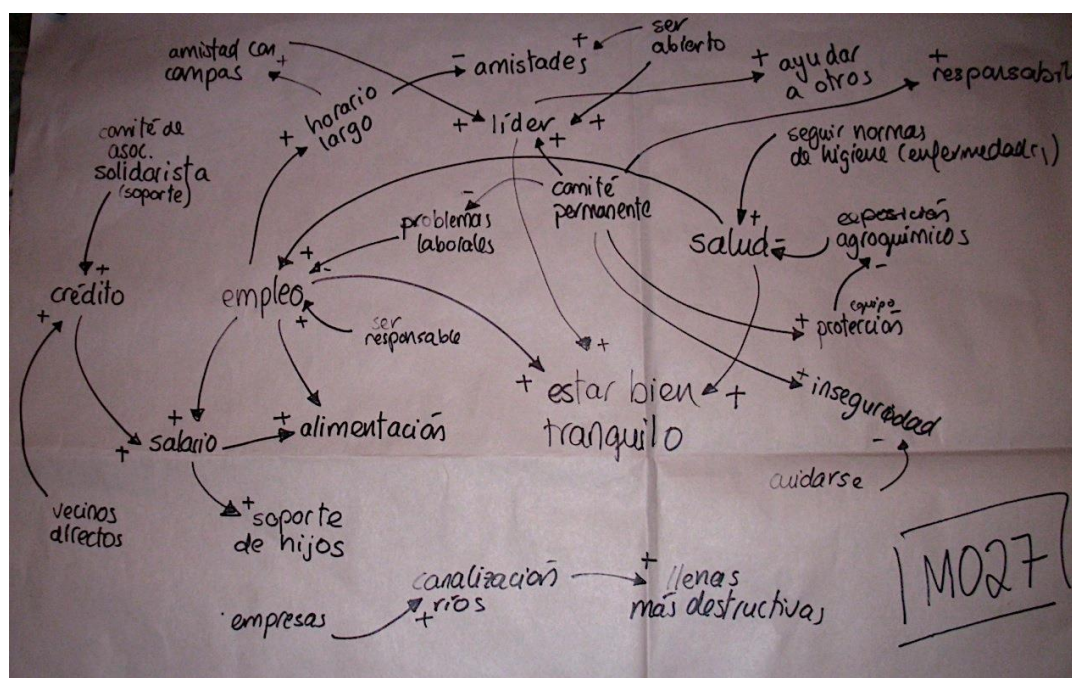 amistad con
campas
+
-
amistades
+
ser
abierto
+
ayudar
a otros
+
responsabil
+
horario
largo
+
líder
+
+
comité de
asoc.
solidarista
(soporte)
seguir normas
de higiene (enfermedades)
comité
permanente
-
problemas
laborales
+
salud
-
exposición
agroquímicos
-
+
crédito
+
+
-
empleo
+
ser
responsable
equipo
+
protección
+
+
estar bien
+
tranquilo
+
inseguridad
-
+
salario
+
+
alimentación
cuidarse
vecinos
directos
+
soporte
de hijos
canalización
+
ríos
+
llenas
más destructivas
empresas
M027